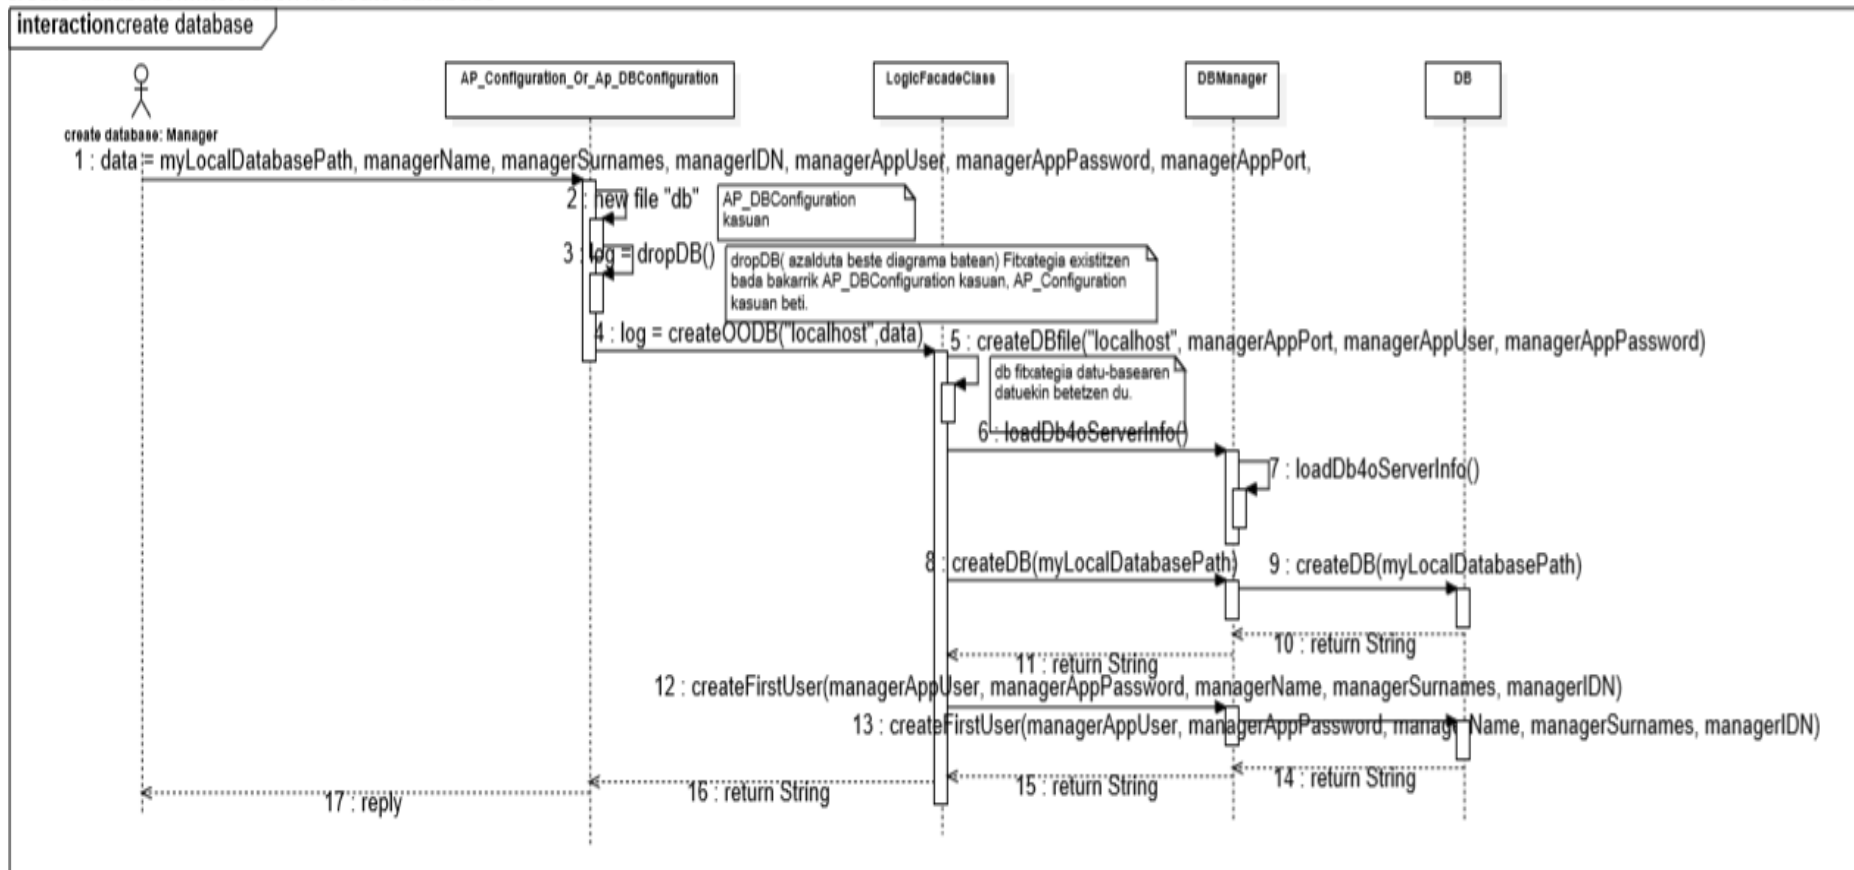 interaction create database
AP_Configuration_Or_Ap_DBConfiguration
LogicFacadeClass
DBManager
DB
create database: Manager
1 : data = myLocalDatabasePath, managerName, managerSurnames, managerIDN, managerAppUser, managerAppPassword, managerAppPort,
2 : new file "db"
AP_DBConfiguration
kasuan
3 : log = dropDB()
dropDB( azalduta beste diagrama batean) Fitxategia existitzen
bada bakarrik AP_DBConfiguration kasuan, AP_Configuration
kasuan beti.
4 : log = createOODB("localhost",data)
5 : createDBfile("localhost", managerAppPort, managerAppUser, managerAppPassword)
db fitxategia datu-basearen
datuekin betetzen du.
6 : loadDb4oServerInfo()
7 : loadDb4oServerInfo()
8 : createDB(myLocalDatabasePath)
9 : createDB(myLocalDatabasePath)
10 : return String
11 : return String
12 : createFirstUser(managerAppUser, managerAppPassword, managerName, managerSurnames, managerIDN)
13 : createFirstUser(managerAppUser, managerAppPassword, managerName, managerSurnames, managerIDN)
14 : return String
15 : return String
16 : return String
17 : reply